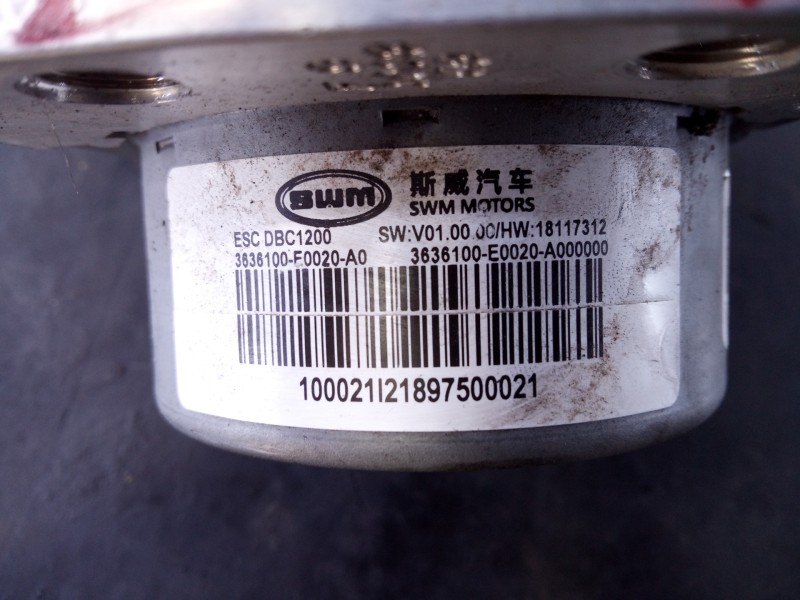 SWM 斯威汽车
SWM MOTORS
ESC DBC1200 SW:V01.00.00/HW:18117312
3636100-E0020-A0 3636100-E0020-A000000
100021I21897500021